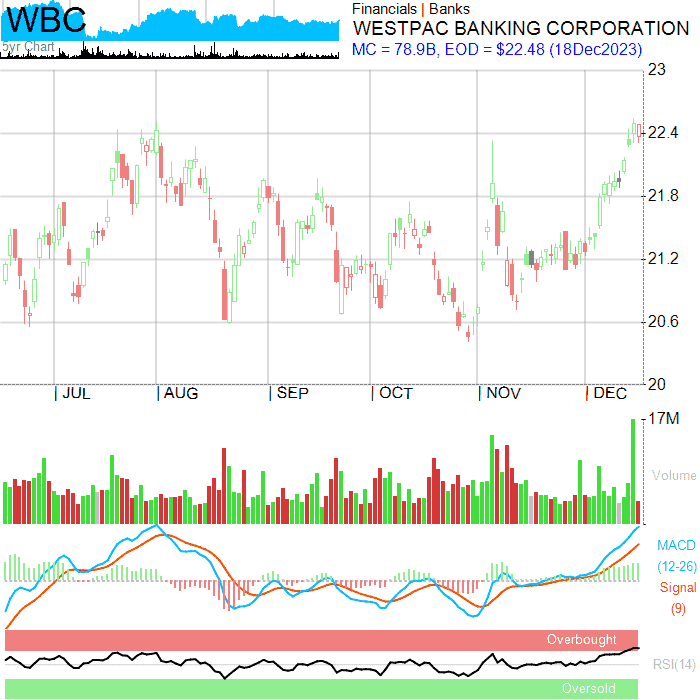 WBC
5yr Chart
Financials | Banks
WESTPAC BANKING CORPORATION
MC = 78.9B, EOD = $22.48 (18Dec2023)
23
22.4
21.8
21.2
20.6
20
| JUL | AUG | SEP | OCT | NOV | DEC
17M
Volume
MACD
(12-26)
Signal
(9)
Overbought
RSI(14)
Oversold